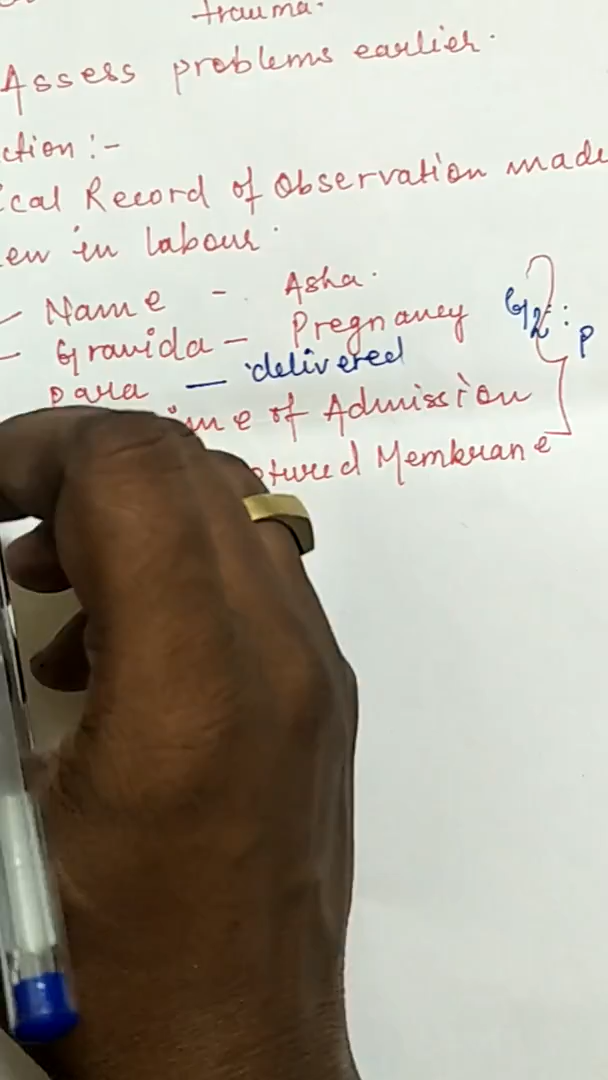 trauma.
Assess problems earlier.
ction :-
ical Record of Observation made
ew in labour.
- Name - Asha.
- Gravida - Pregnancy G2:
Para - delivered P
ime of Admission
ptured Membrane